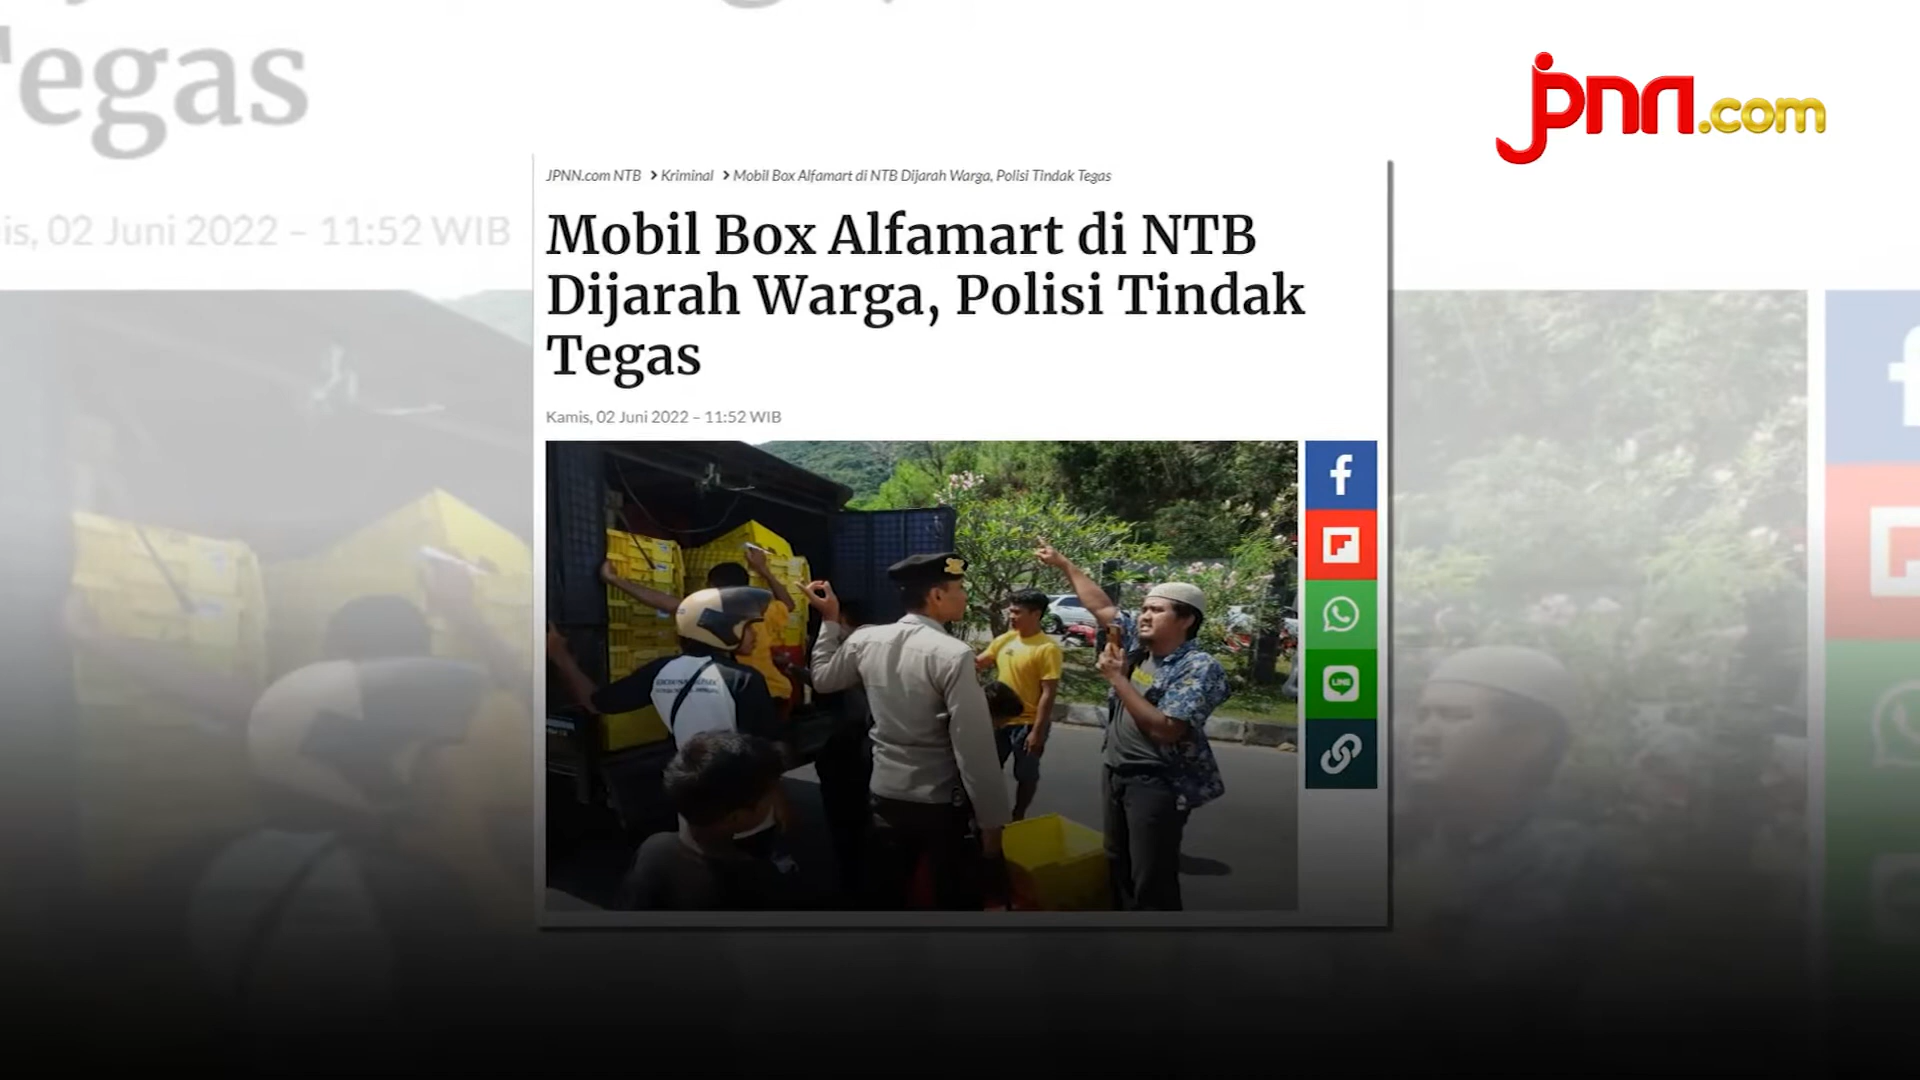 Tegas
jpnn.com
JPNN.com NTB > Kriminal > Mobil Box Alfamart di NTB Dijarah Warga, Polisi Tindak Tegas
Mobil Box Alfamart di NTB
Dijarah Warga, Polisi Tindak
Tegas
is, 02 Juni 2022 – 11:52 WIB
Kamis, 02 Juni 2022 – 11:52 WIB
LINE